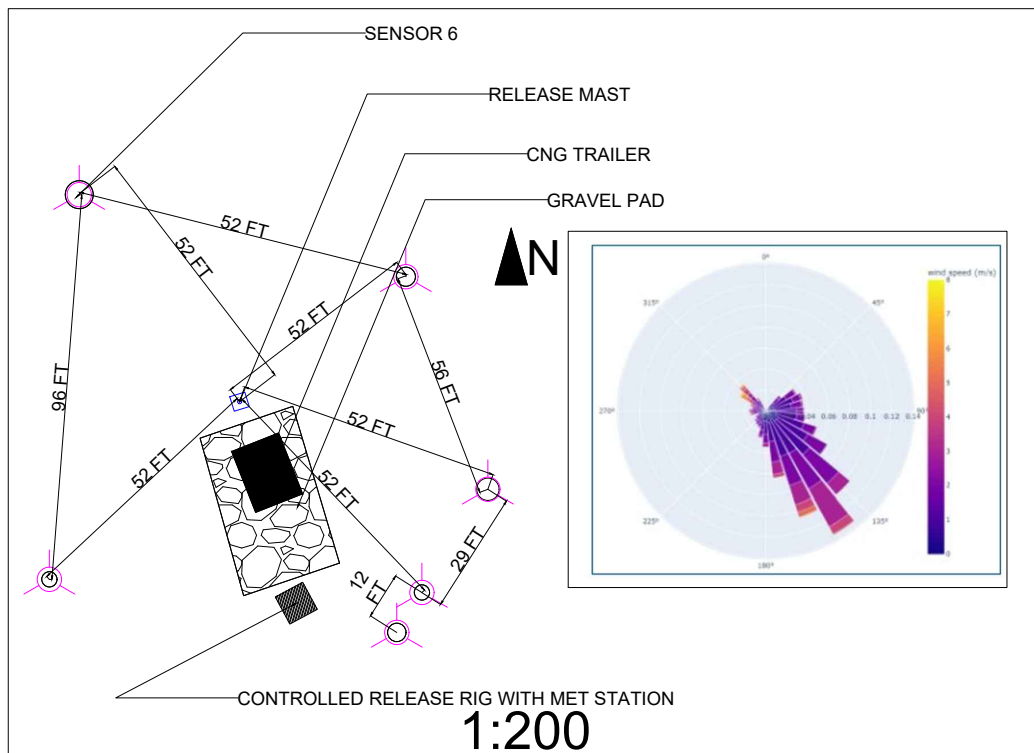 SENSOR 6
RELEASE MAST
CNG TRAILER
GRAVEL PAD
52 FT
52 FT
N
52 FT
96 FT
56 FT
52 FT
52 FT
52 FT
29 FT
12
FT
CONTROLLED RELEASE RIG WITH MET STATION
1:200
wind speed (m/s)
0°
45°
90°
135°
180°
225°
270°
315°
0.06
0.08
0.1
0.12
0.14
8
7
6
5
4
3
2
1
0